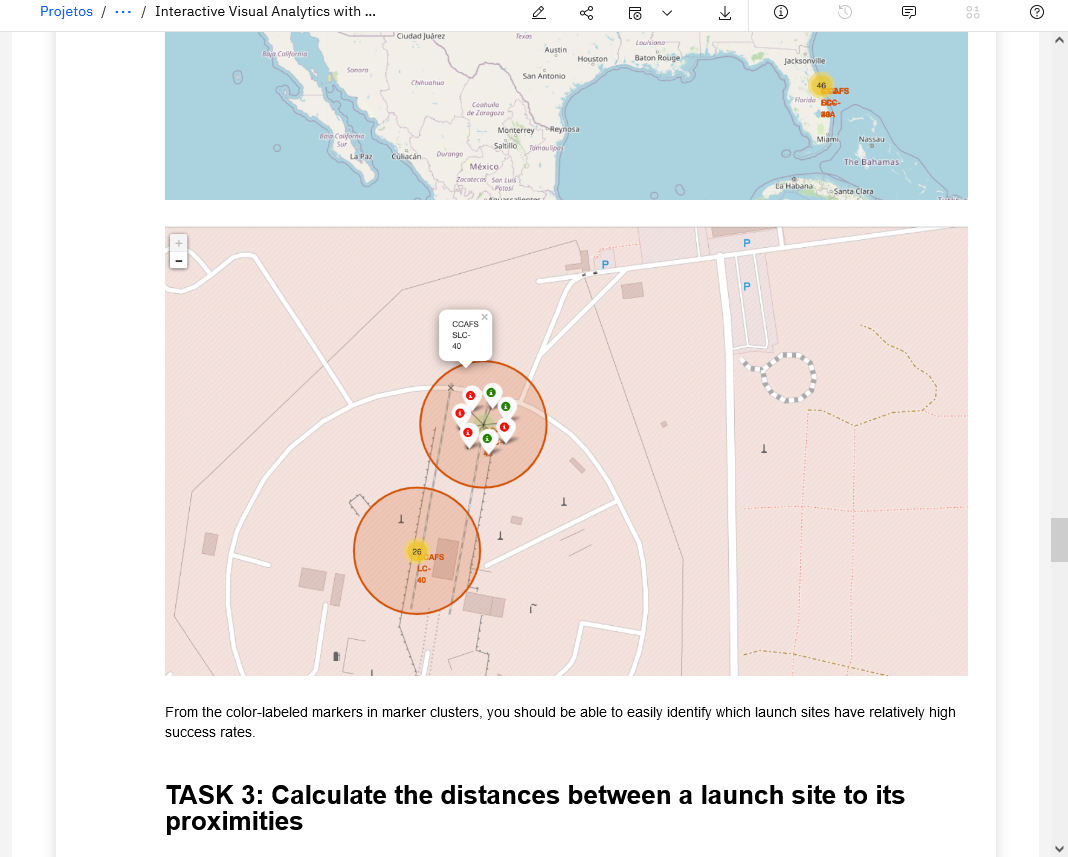 Projetos / ··· / Interactive Visual Analytics with ...
Ciudad Juárez
Texas
Louisiana
Austin
Houston
Baton Rouge
Jacksonville
Baja California
Sonora
San Antonio
Chihuahua
46
Florida
Coahuila
de Zaragoza
Monterrey
Reynosa
Baja California
Sur
Saltillo
Tamaulipas
Miami
Nassau
La Paz
Culiacán
Durango
México
The Bahamas
Zacatecas
San Luis
Potosí
La Habana
Santa Clara
Aguascalientes
+
−
P
P
P
CCAFS
SLC-
40
×
26
CCAFS
LC-
40
From the color-labeled markers in marker clusters, you should be able to easily identify which launch sites have relatively high
success rates.
TASK 3: Calculate the distances between a launch site to its
proximities